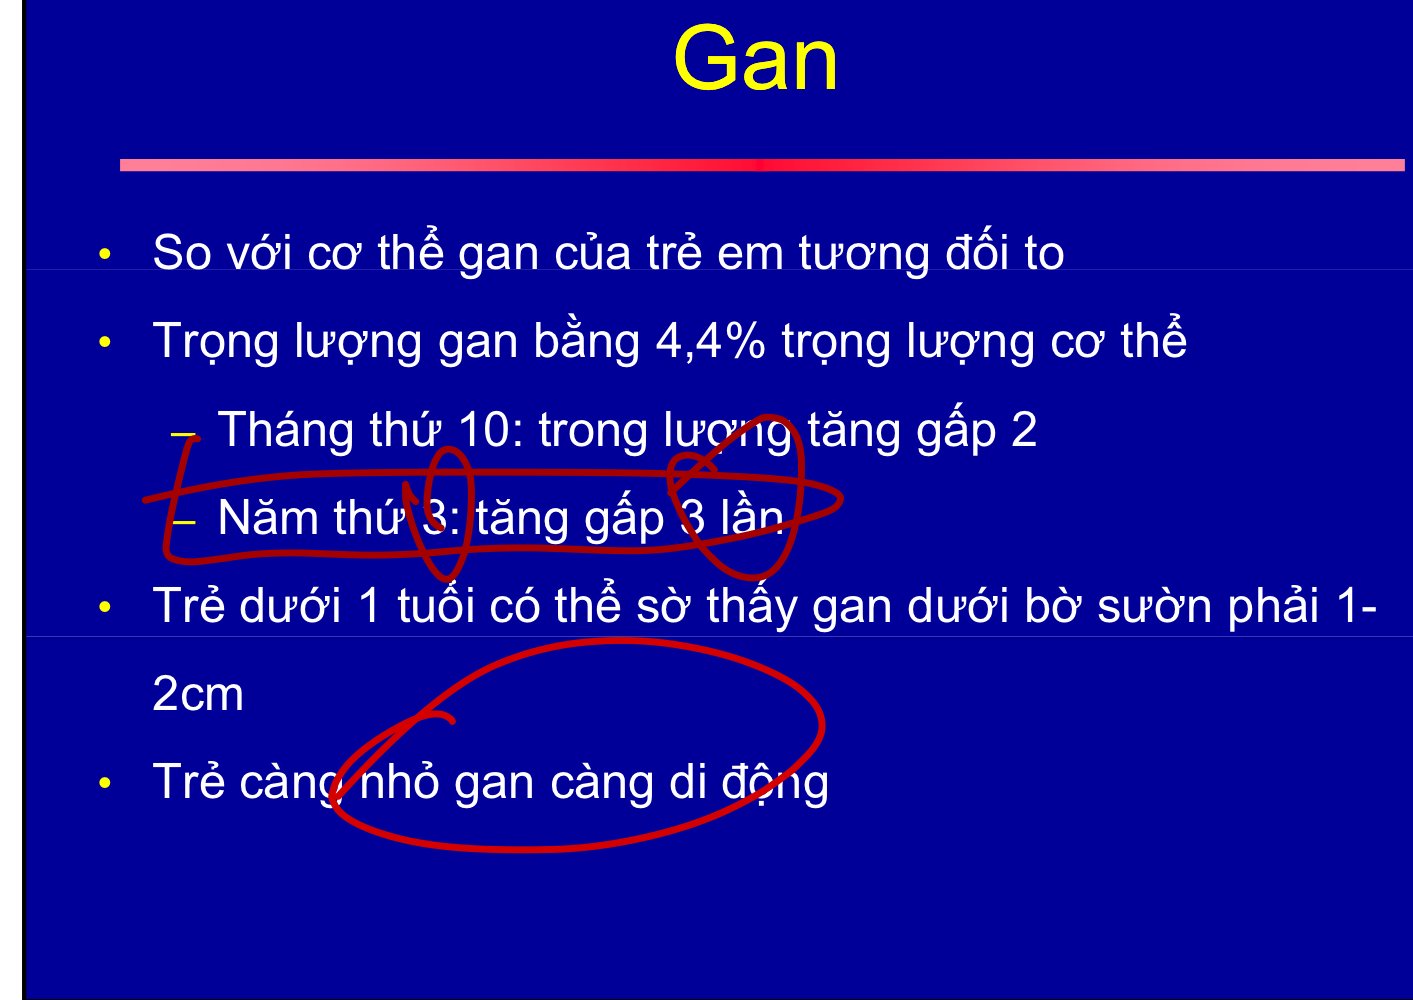 Gan
• So với cơ thể gan của trẻ em tương đối to
• Trọng lượng gan bằng 4,4% trọng lượng cơ thể
– Tháng thứ 10: trong lượng tăng gấp 2
– Năm thứ 3: tăng gấp 3 lần
• Trẻ dưới 1 tuổi có thể sờ thấy gan dưới bờ sườn phải 1-
2cm
• Trẻ càng nhỏ gan càng di động